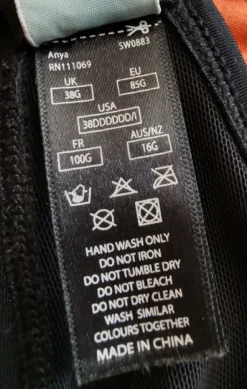 Anya SW0883
RN111069
UK EU
38G 85G
USA
38DDDDDD/I
FR AUS/NZ
100G 16G
HAND WASH ONLY
DO NOT IRON
DO NOT TUMBLE DRY
DO NOT BLEACH
DO NOT DRY CLEAN
WASH SIMILAR
COLOURS TOGETHER
MADE IN CHINA